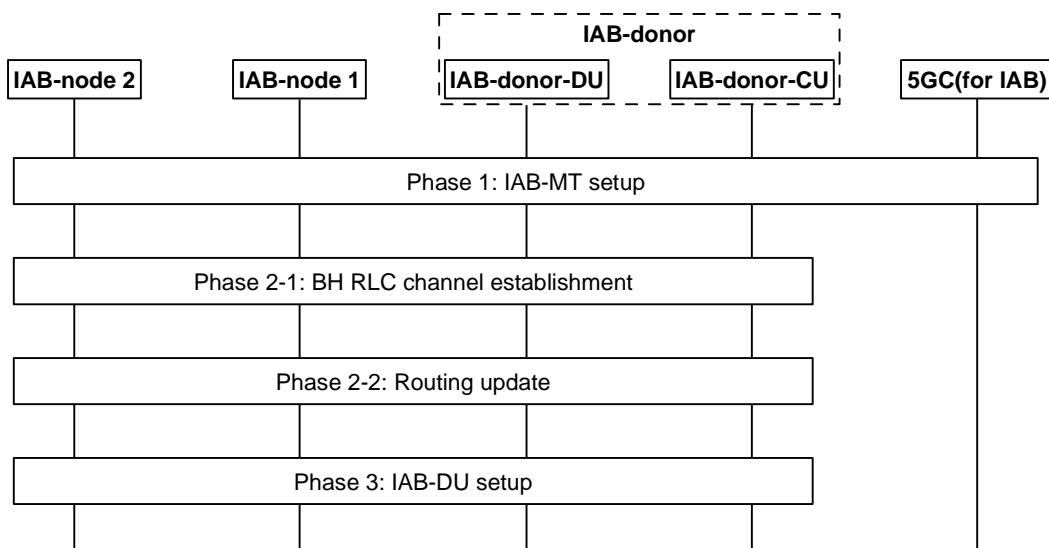 IAB-donor
IAB-node 2
IAB-node 1
IAB-donor-DU
IAB-donor-CU
5GC(for IAB)
Phase 1: IAB-MT setup
Phase 2-1: BH RLC channel establishment
Phase 2-2: Routing update
Phase 3: IAB-DU setup